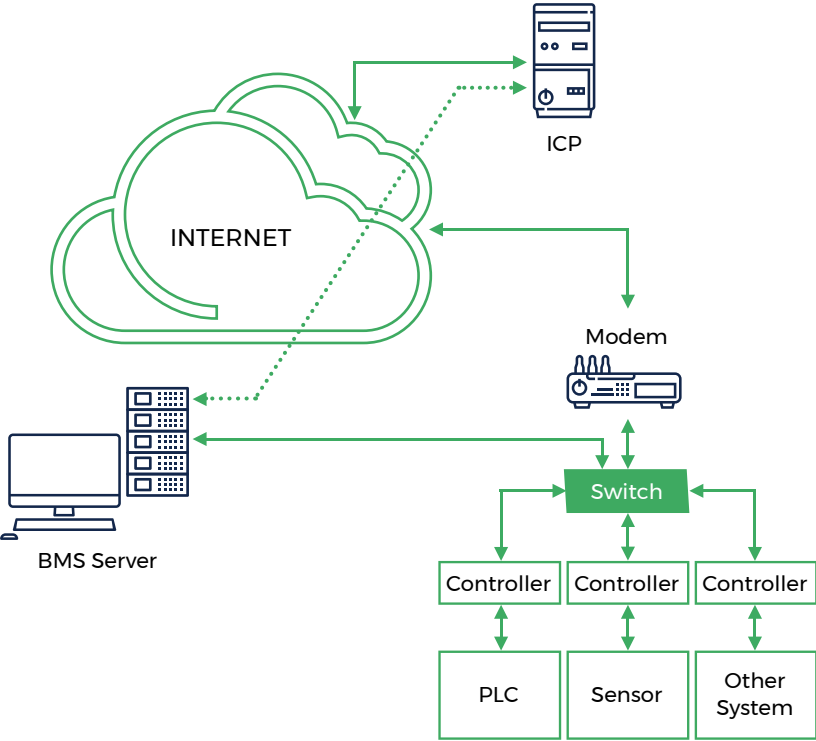 ICP
INTERNET
Modem
Switch
BMS Server
Controller
Controller
Controller
PLC
Sensor
Other
System